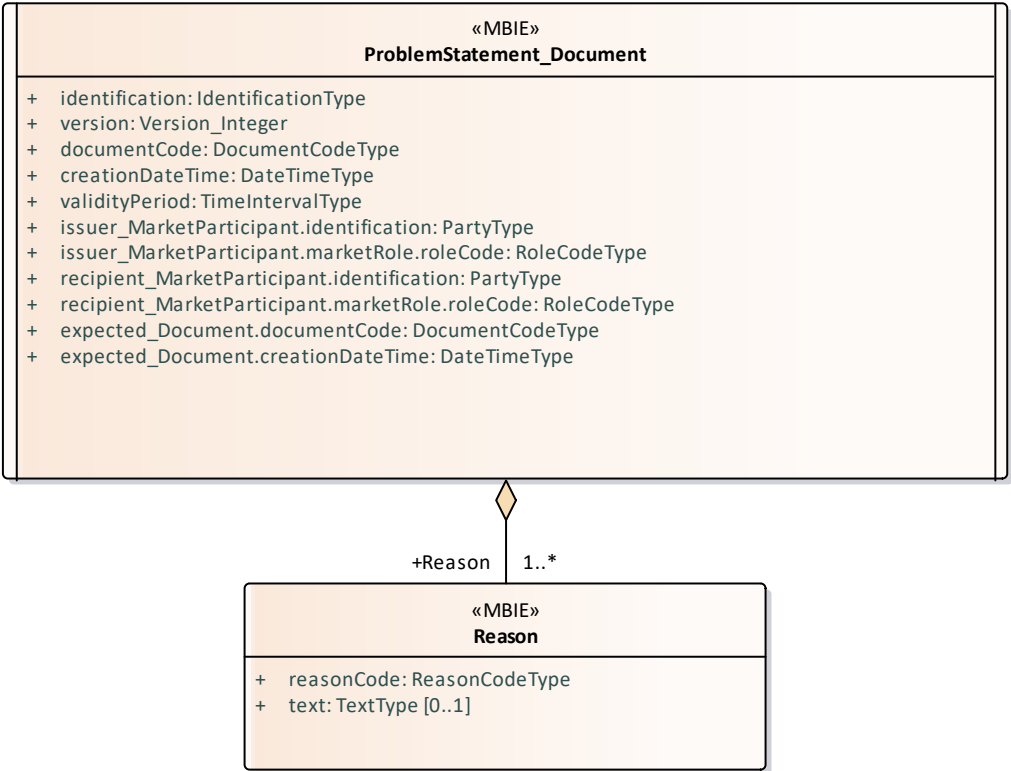 «MBIE»
ProblemStatement_Document
+ identification: IdentificationType
+ version: Version_Integer
+ documentCode: DocumentCodeType
+ creationDateTime: DateTimeType
+ validityPeriod: TimeIntervalType
+ issuer_MarketParticipant.identification: PartyType
+ issuer_MarketParticipant.marketRole.roleCode: RoleCodeType
+ recipient_MarketParticipant.identification: PartyType
+ recipient_MarketParticipant.marketRole.roleCode: RoleCodeType
+ expected_Document.documentCode: DocumentCodeType
+ expected_Document.creationDateTime: DateTimeType
+Reason 1..*
«MBIE»
Reason
+ reasonCode: ReasonCodeType
+ text: TextType [0..1]